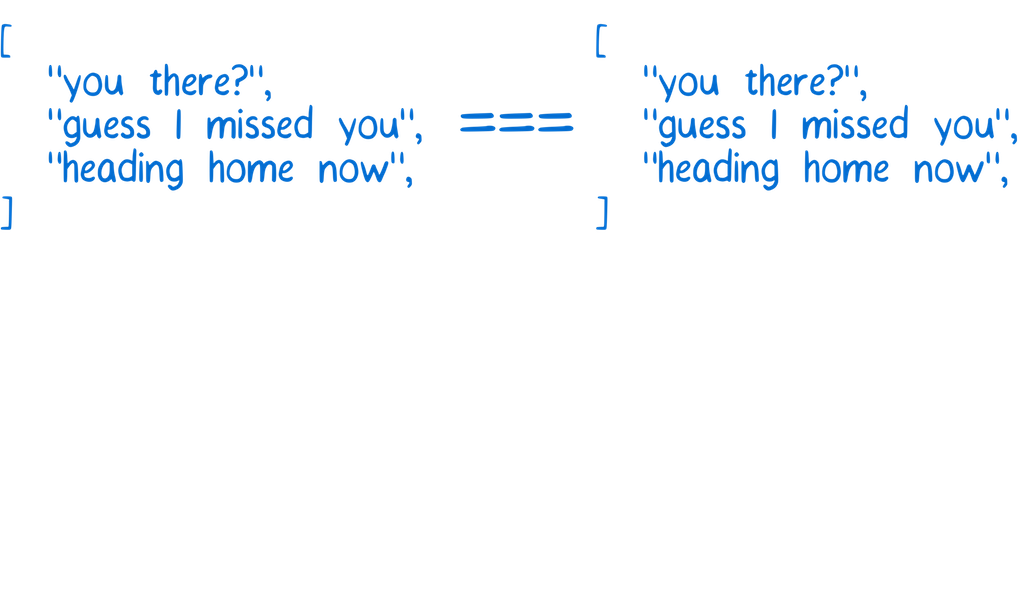 [ [
"you there?", "you there?",
"guess I missed you", === "guess I missed you",
"heading home now", "heading home now",
] ]